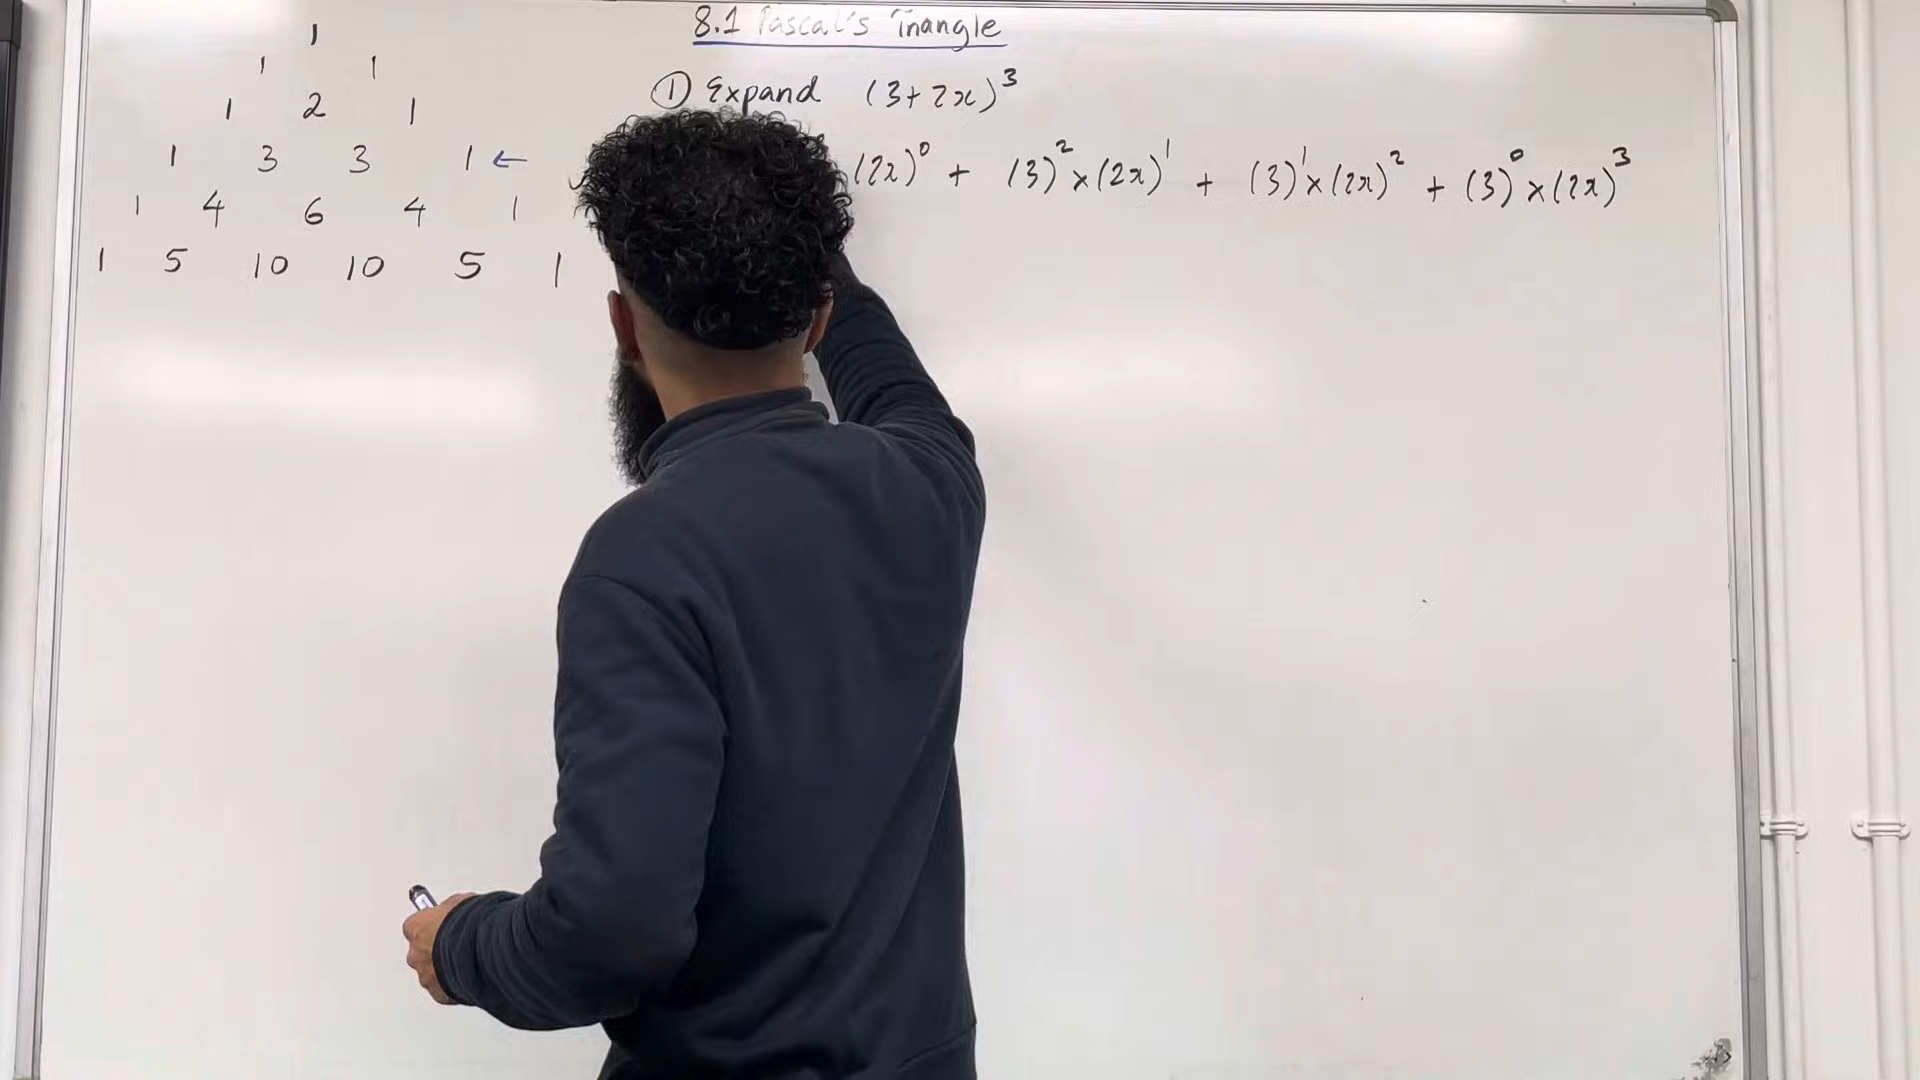 8.1 Pascal's Triangle
1
1 1
1 2 1
1 3 3 1 ←
1 4 6 4 1
1 5 10 10 5 1
① Expand (3+2x)³
(2x)⁰ + (3)²×(2x)¹ + (3)¹×(2x)² + (3)⁰×(2x)³